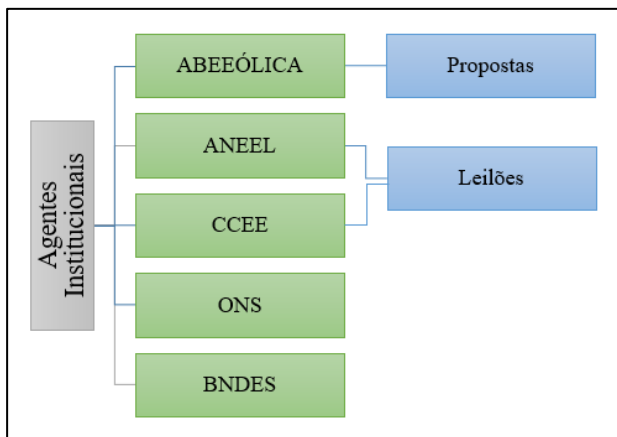 Agentes
Institucionais
ABEEÓLICA
Propostas
ANEEL
Leilões
CCEE
ONS
BNDES